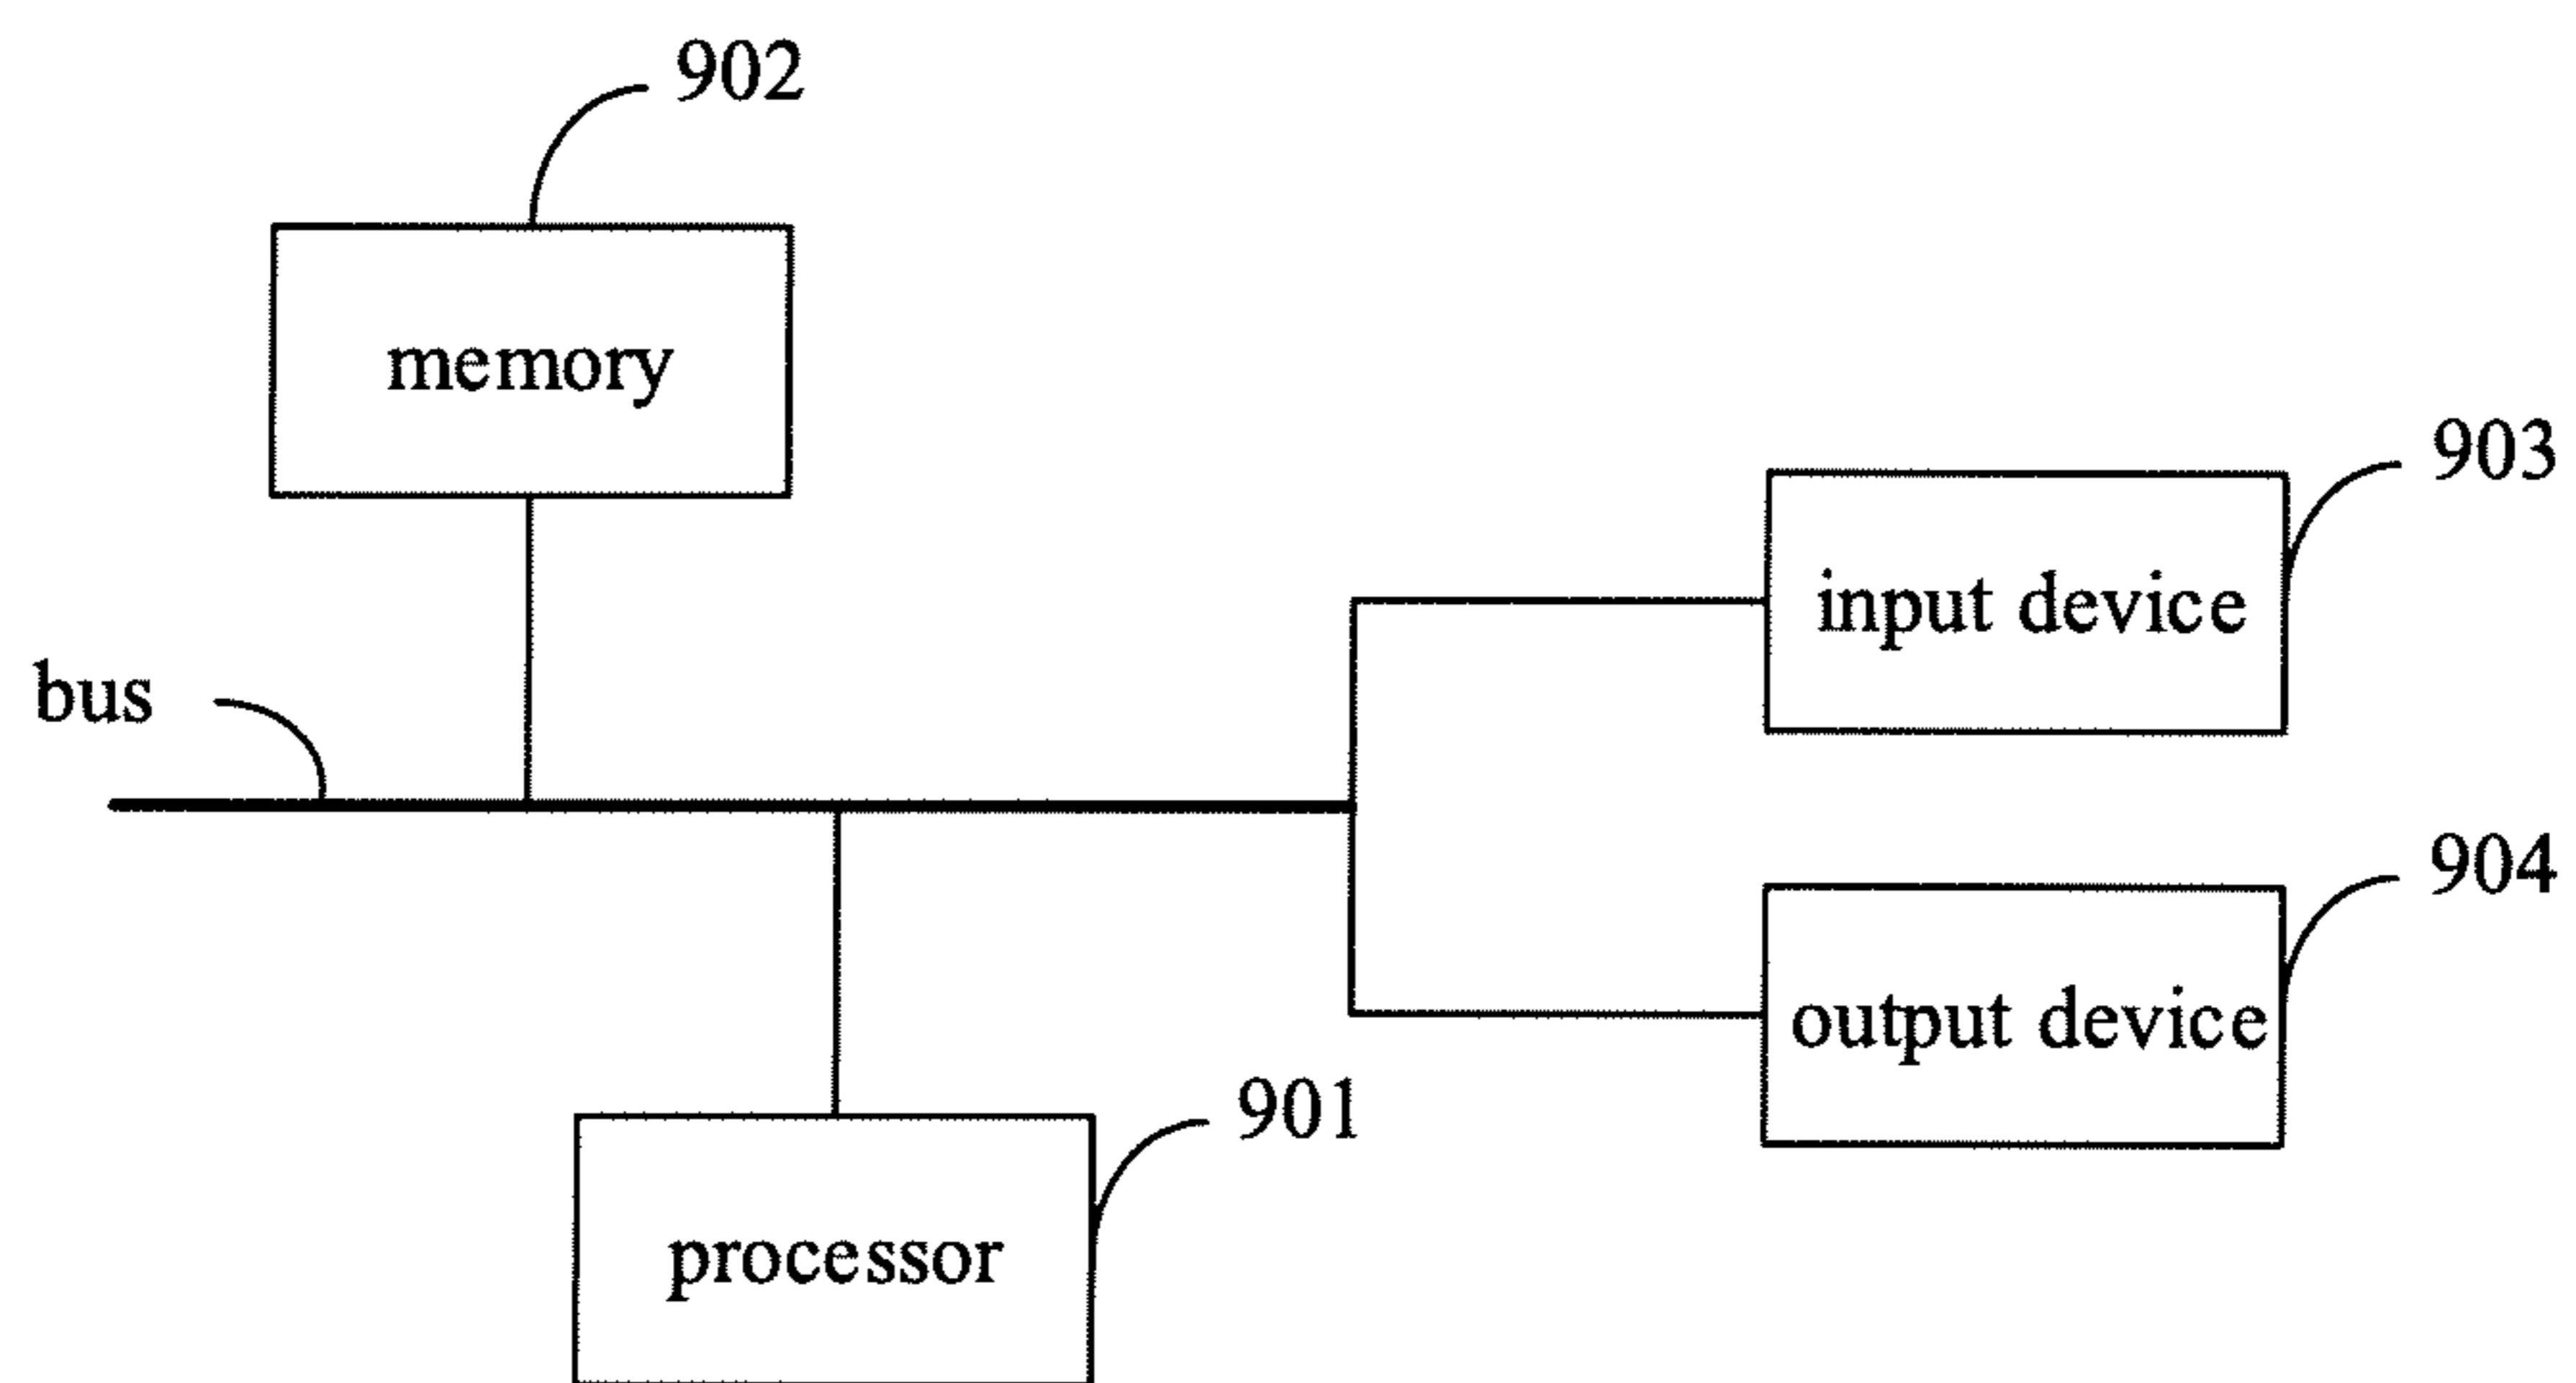 902
memory
903
input device
bus
904
output device
901
processor